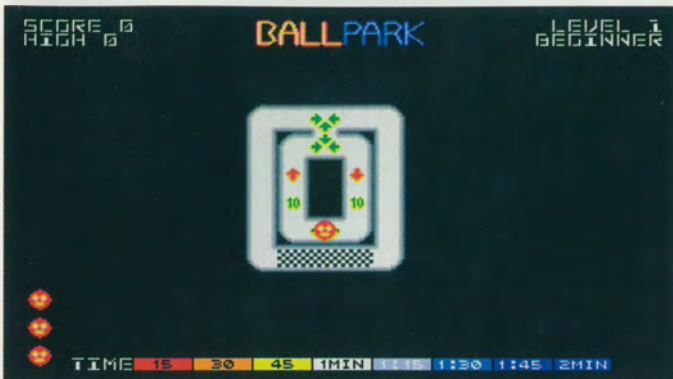 SCORE 0
HIGH 0
BALLPARK
LEVEL 1
BEGINNER
10 10
TIME 15 30 45 1MIN 1:15 1:30 1:45 2MIN